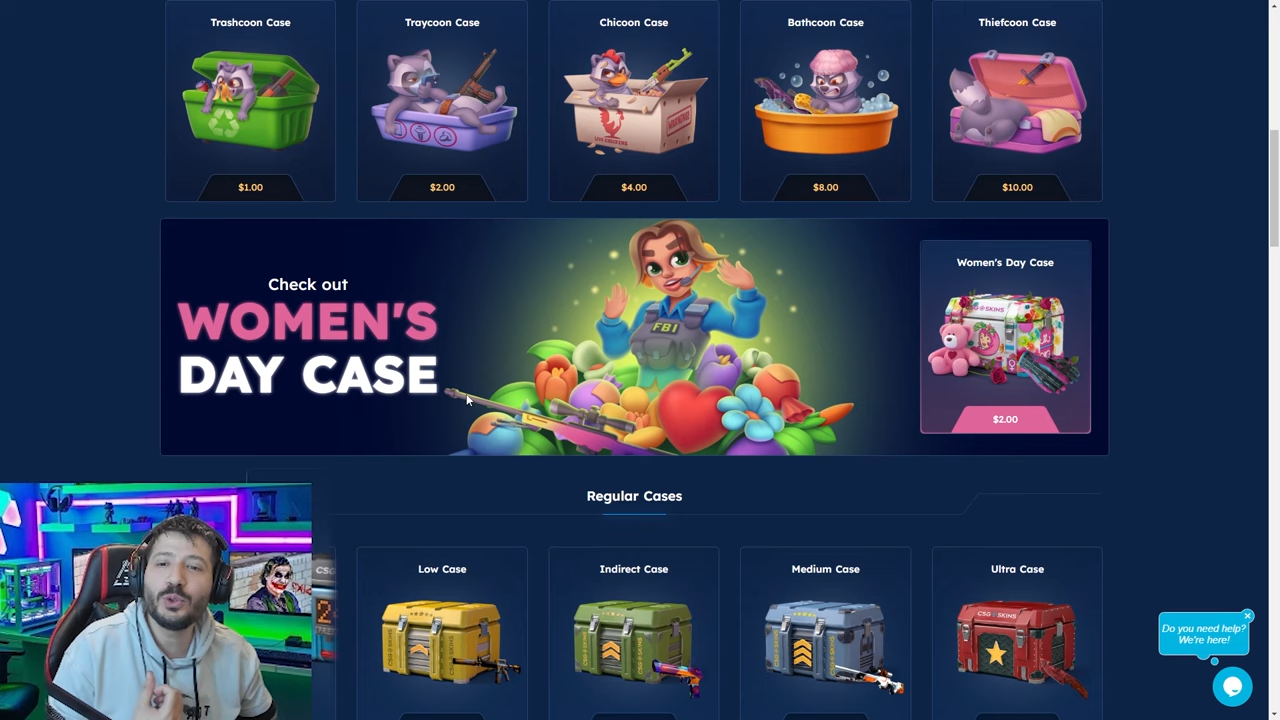 Trashcoon Case
Traycoon Case
Chicoon Case
Bathcoon Case
Thiefcoon Case
$1.00
$2.00
$4.00
$8.00
$10.00
Check out
WOMEN'S
DAY CASE
FBI
Women's Day Case
$2.00
Regular Cases
Low Case
Indirect Case
Medium Case
Ultra Case
Do you need help?
We're here!